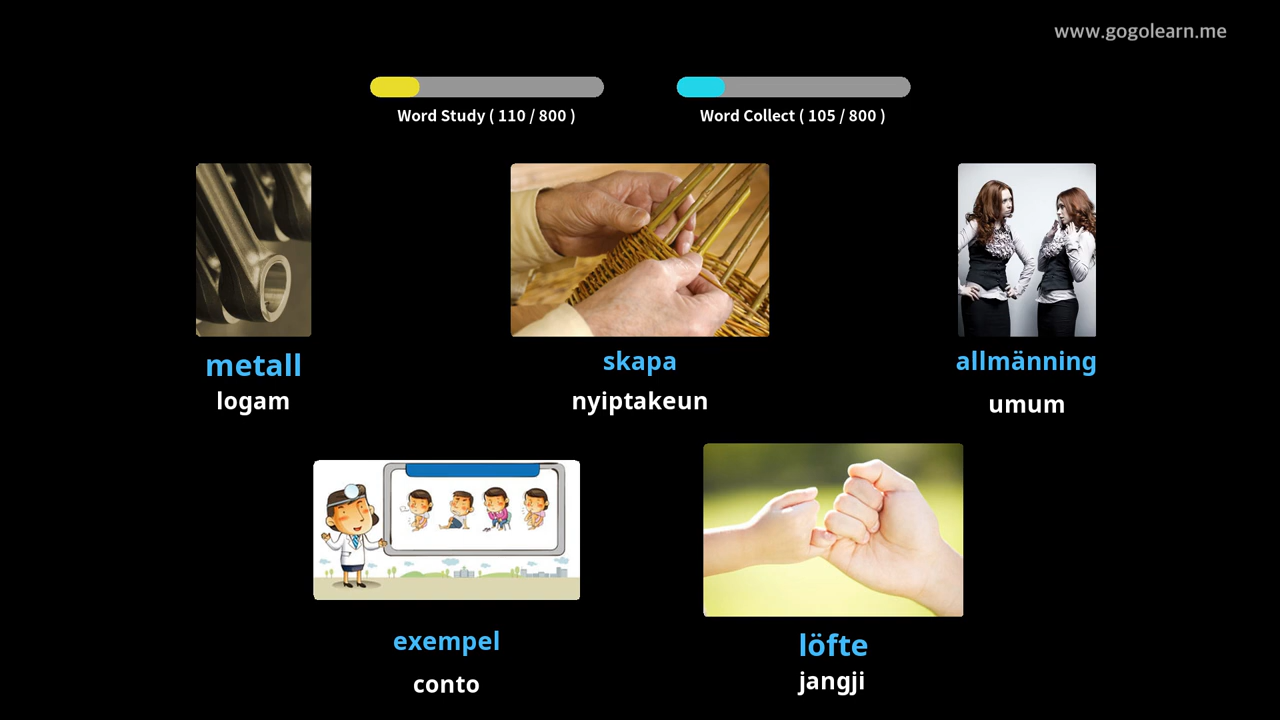 www.gogolearn.me
Word Study ( 110 / 800 )
Word Collect ( 105 / 800 )
metall
logam
skapa
nyiptakeun
allmänning
umum
exempel
conto
löfte
jangji